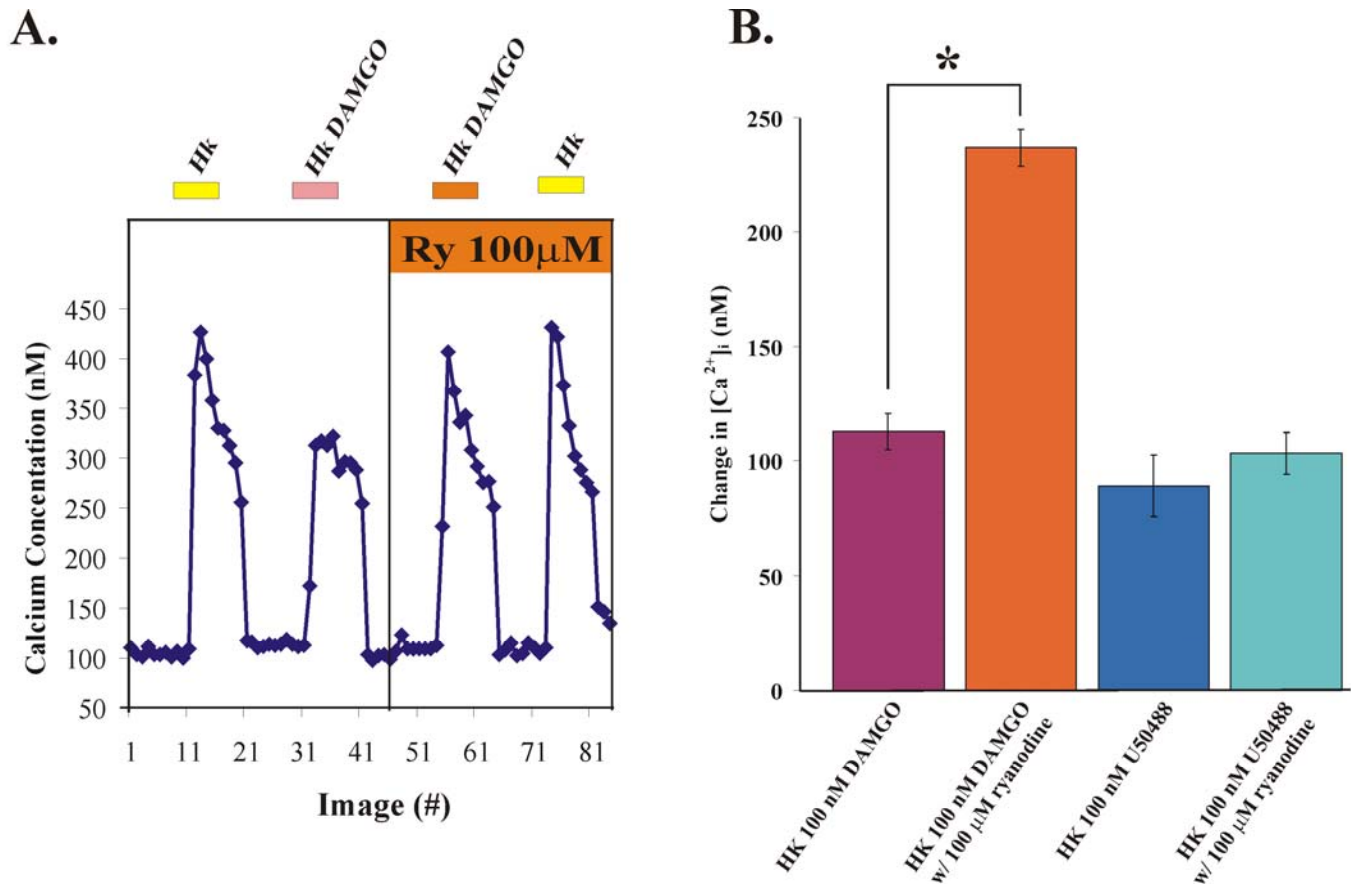 A.
Hk
Hk DAMGO
Hk DAMGO
Hk
Ry 100µM
Calcium Concentration (nM)
450
400
350
300
250
200
150
100
50
1 11 21 31 41 51 61 71 81
Image (#)
B.
*
Change in [Ca 2+]i (nM)
250
200
150
100
50
0
HK 100 nM DAMGO
HK 100 nM DAMGO
w/ 100 µM ryanodine
HK 100 nM U50488
HK 100 nM U50488
w/ 100 µM ryanodine